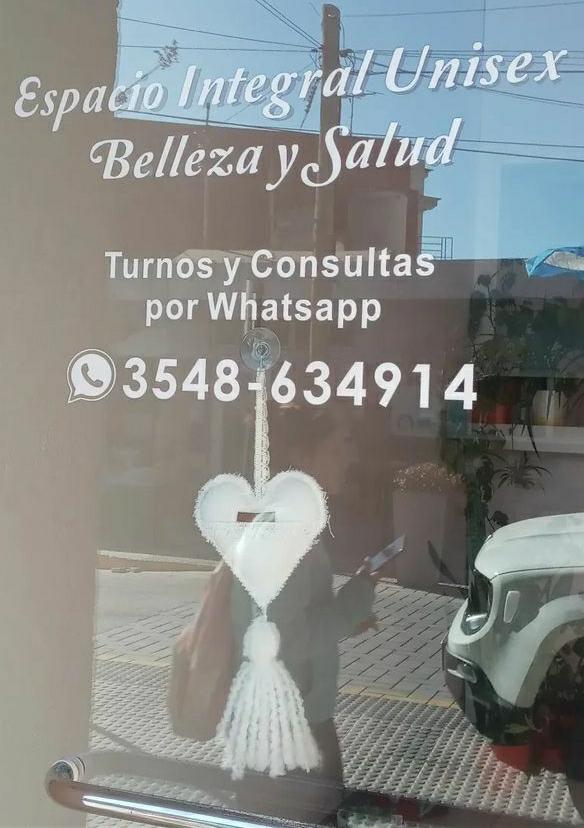 Espacio Integral Unisex
Belleza y Salud
Turnos y Consultas
por Whatsapp
3548-634914